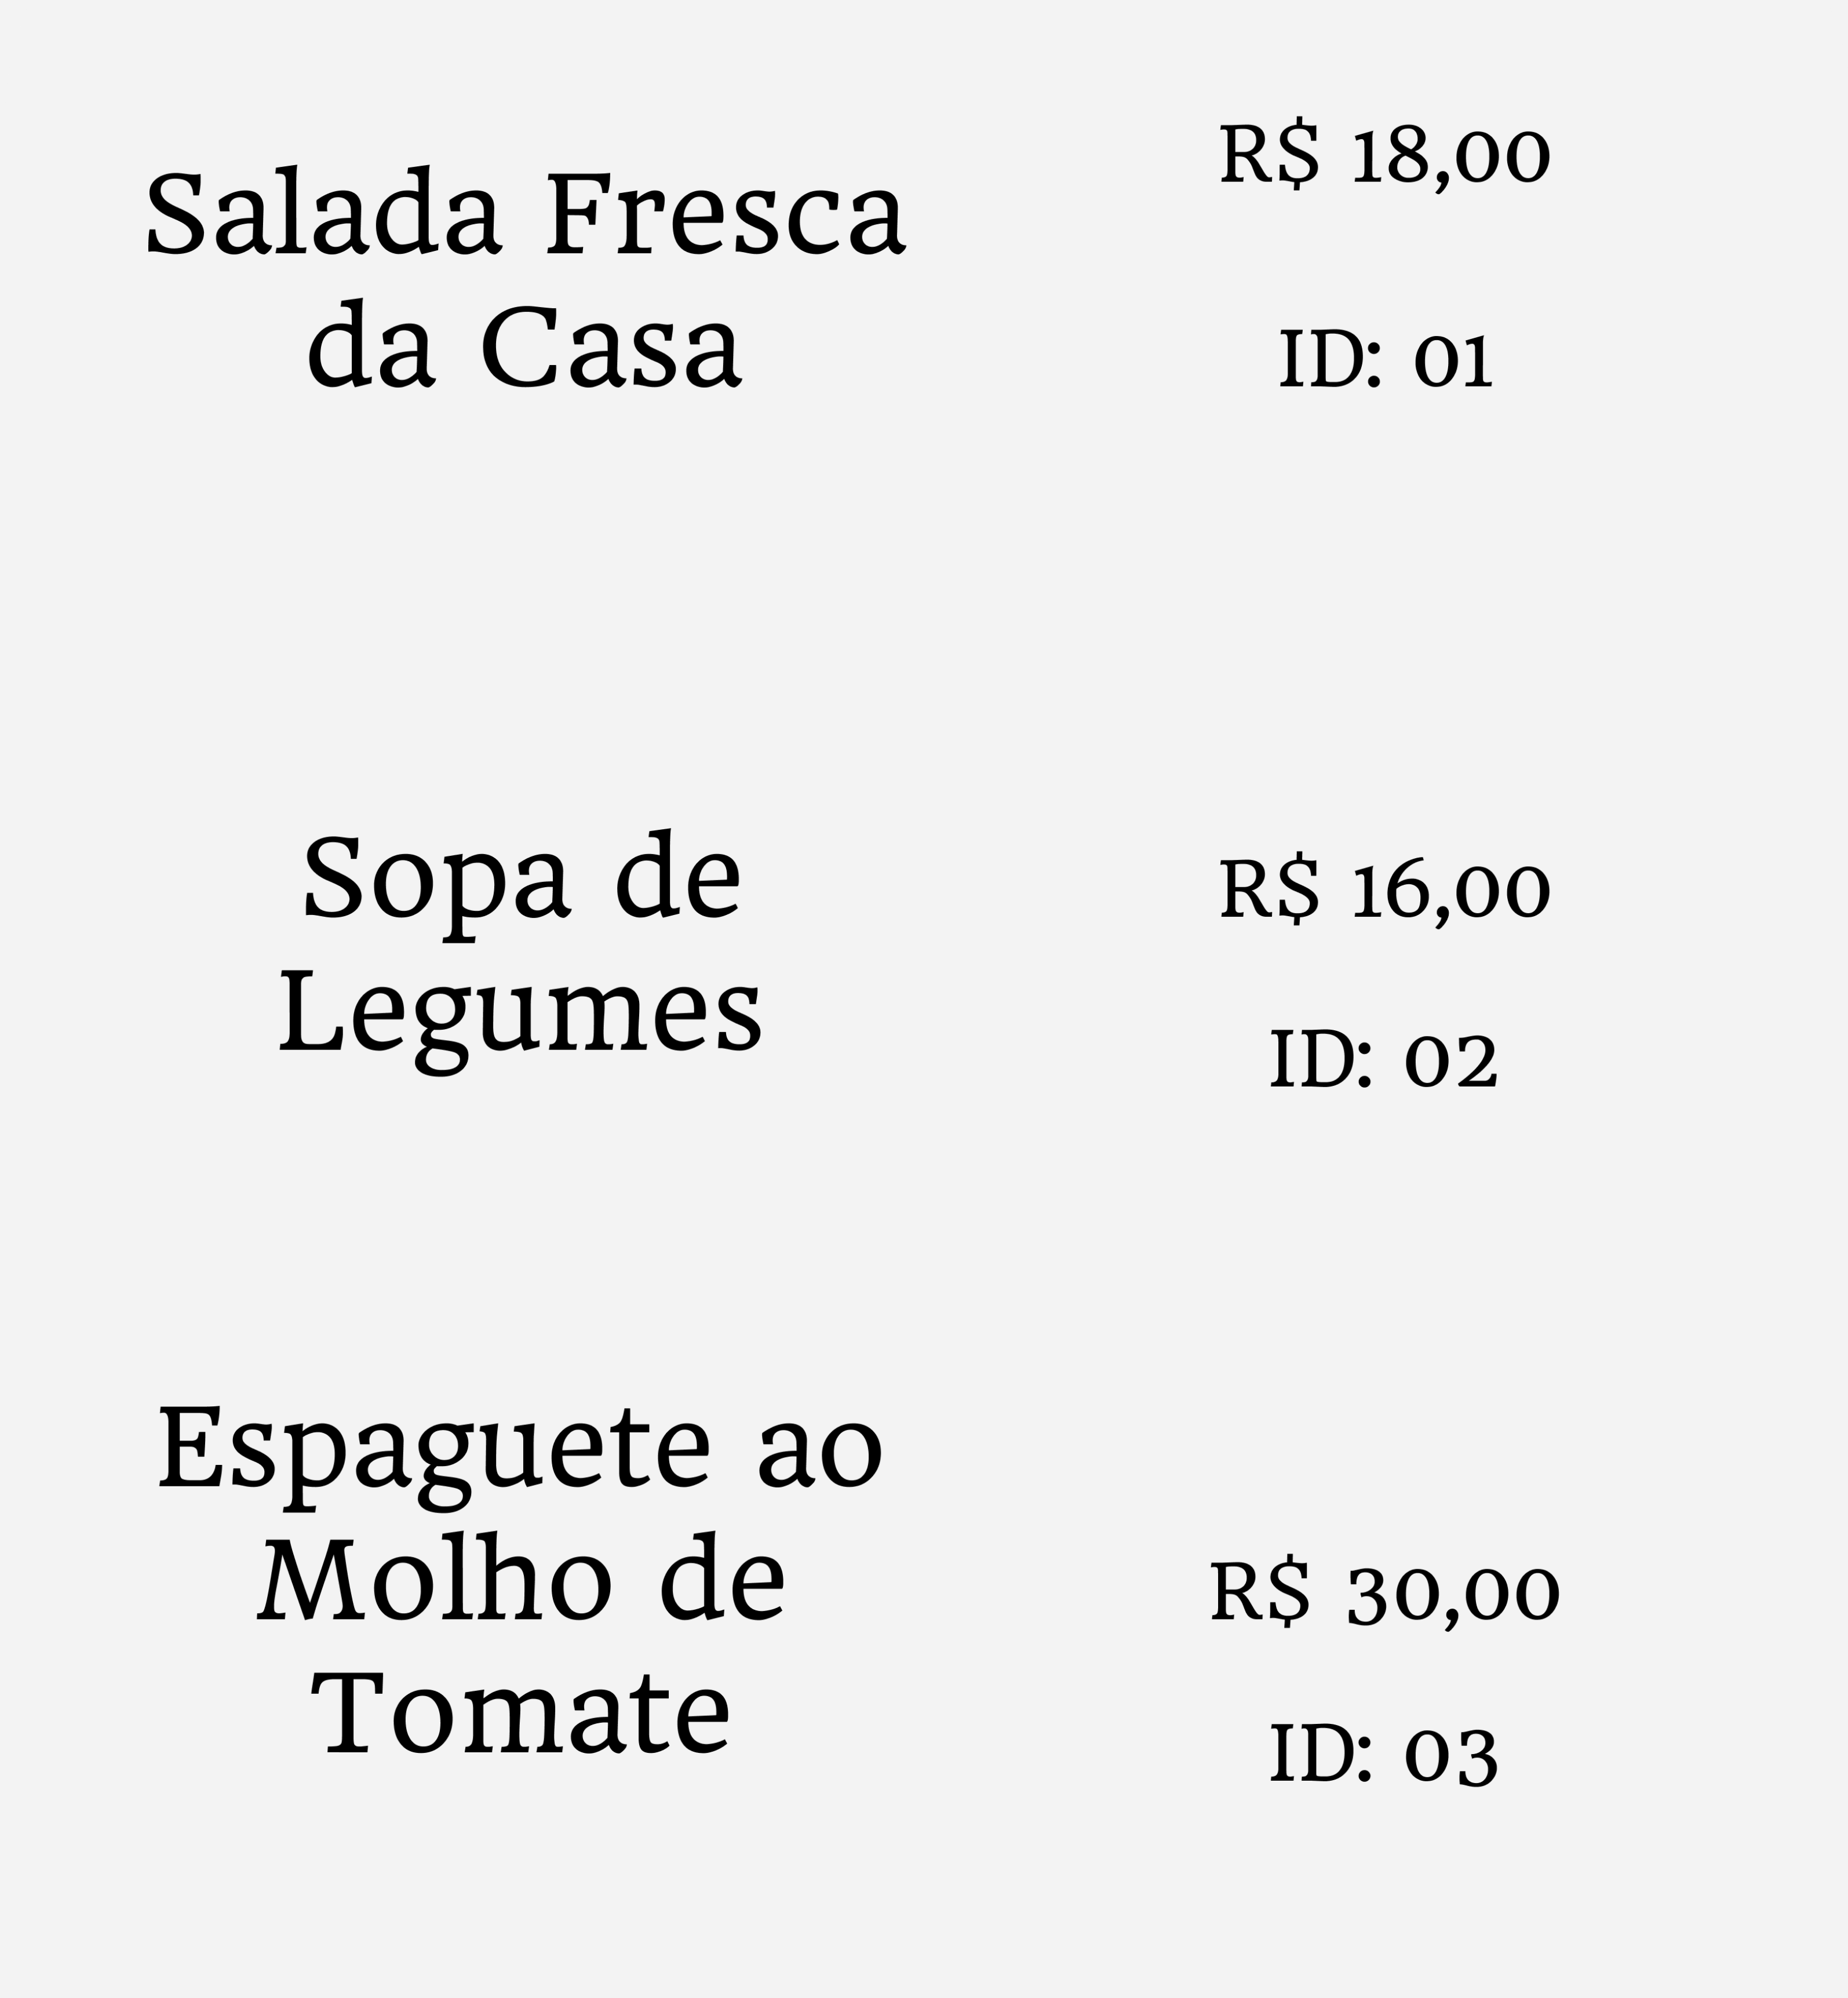 Salada Fresca
da Casa
R$ 18,00
ID: 01
Sopa de
Legumes
R$ 16,00
ID: 02
Espaguete ao
Molho de
Tomate
R$ 30,00
ID: 03